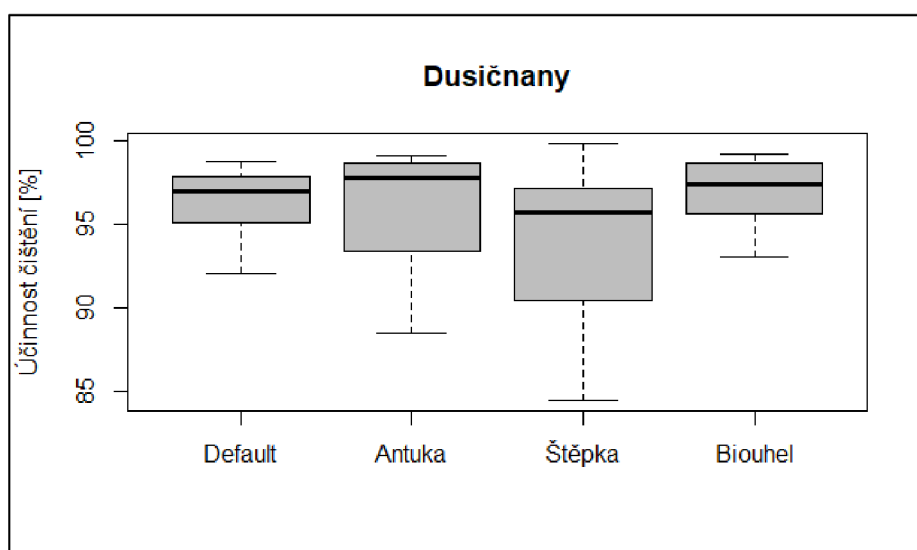 Dusičnany
Účinnost čištění [%]
100
95
90
85
Default Antuka Štěpka Biouhel